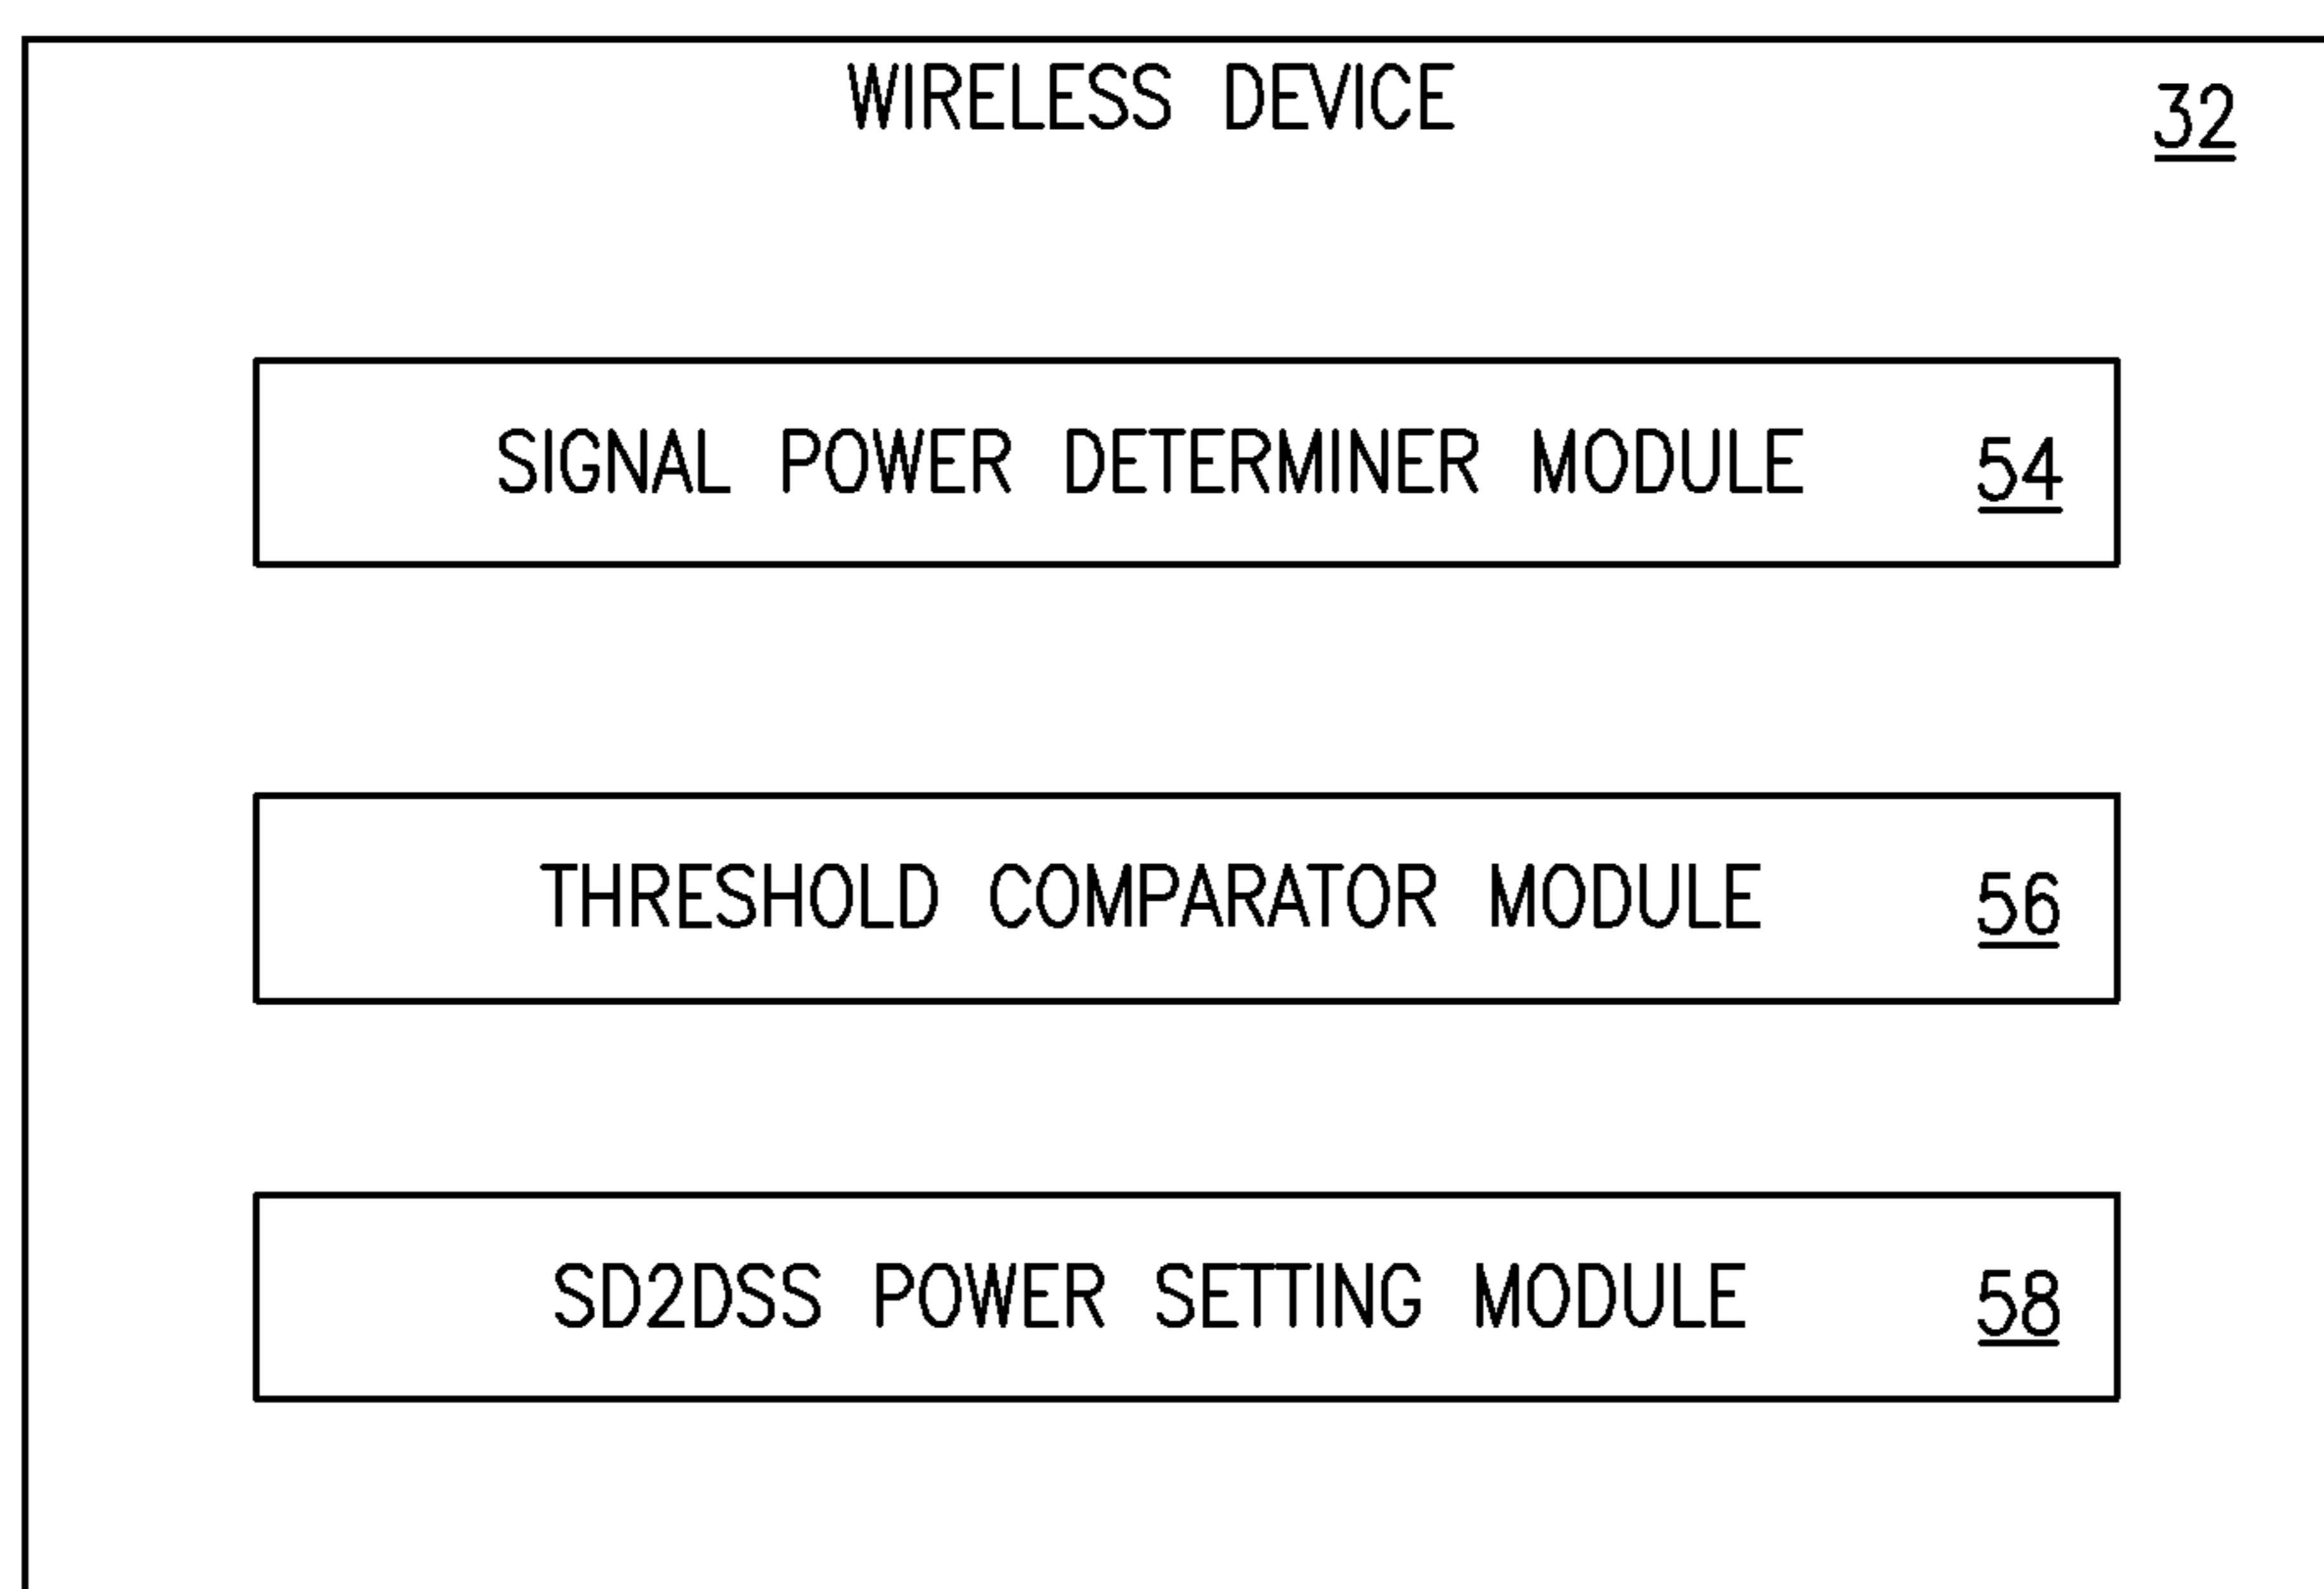 WIRELESS DEVICE 32
SIGNAL POWER DETERMINER MODULE 54
THRESHOLD COMPARATOR MODULE 56
SD2DSS POWER SETTING MODULE 58